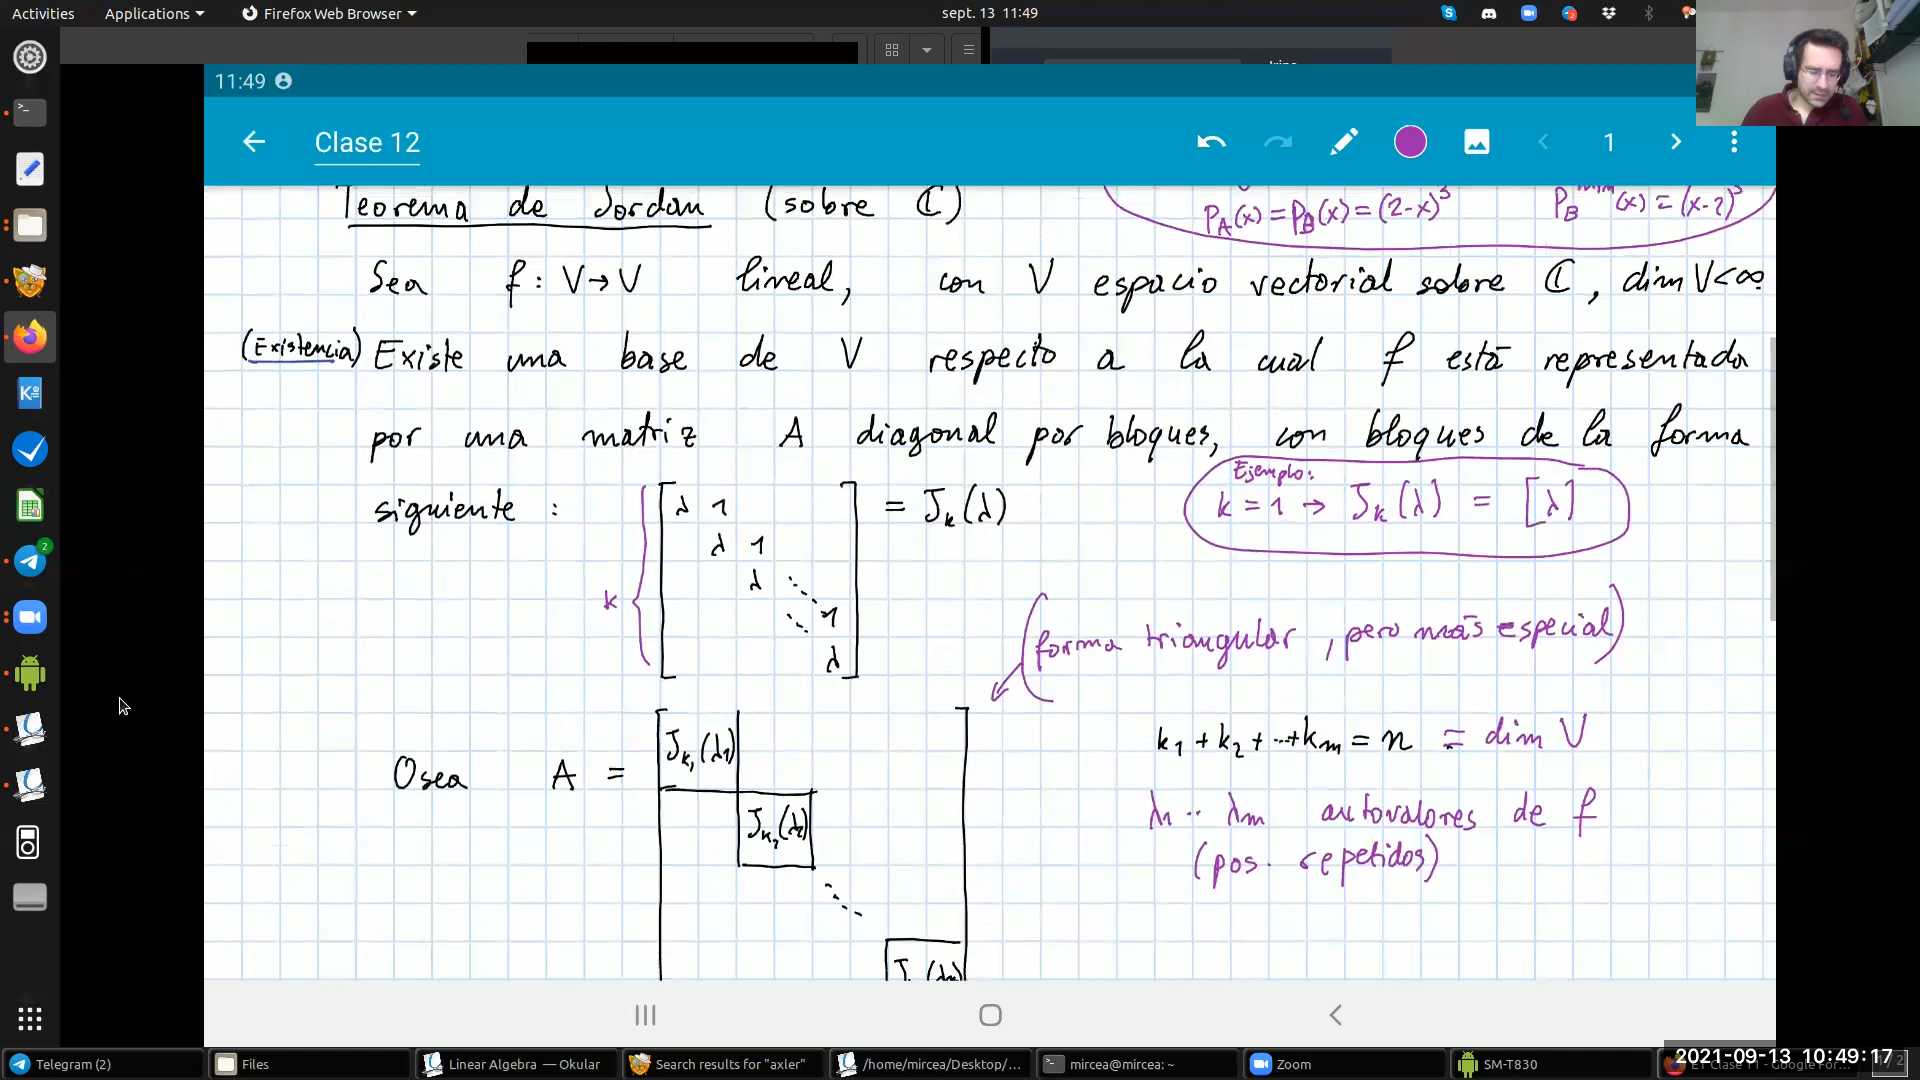 Activities Applications Firefox Web Browser sept. 13 11:49
11:49
Clase 12 1
Teorema de Jordan (sobre ℂ)
P_A(x) = P_B(x) = (2-x)^3 P_B^min(x) = (x-2)^3
Sea f : V→V lineal, con V espacio vectorial sobre ℂ, dim V<∞
(Existencia) Existe una base de V respecto a la cual f está representada
por una matriz A diagonal por bloques, con bloques de la forma
Ejemplo:
siguiente :
k
λ 1
λ 1
λ ⋱
⋱ 1
λ
= J_k(λ)
k = 1 → J_k(λ) = [λ]
(forma triangular, pero más especial)
O sea A =
J_k₁(λ1)
J_k₂(λ2)
⋱
k₁ + k₂ + ... + k_m = n = dim V
λ1 .. λm autovalores de f
(pos. repetidos)
Telegram (2) Files Linear Algebra — Okular Search results for "axler" /home/mircea/Desktop/... mircea@mircea: ~ Zoom SM-T830
2021-09-13 10:49:17